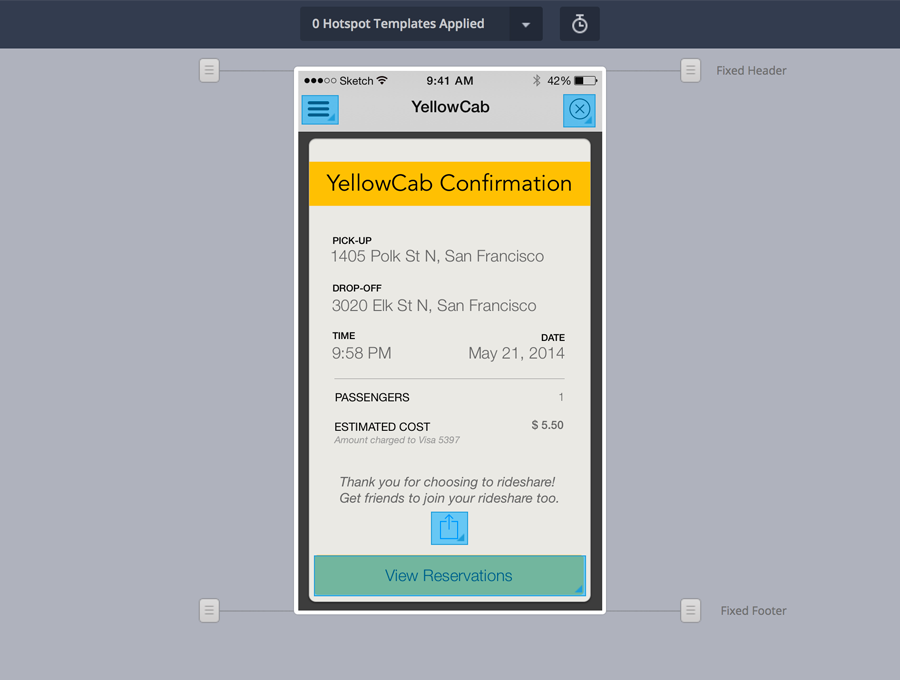 0 Hotspot Templates Applied
Fixed Header
Sketch 9:41 AM 42%
YellowCab
YellowCab Confirmation
PICK-UP
1405 Polk St N, San Francisco
DROP-OFF
3020 Elk St N, San Francisco
TIME DATE
9:58 PM May 21, 2014
PASSENGERS 1
ESTIMATED COST $ 5.50
Amount charged to Visa 5397
Thank you for choosing to rideshare!
Get friends to join your rideshare too.
View Reservations
Fixed Footer